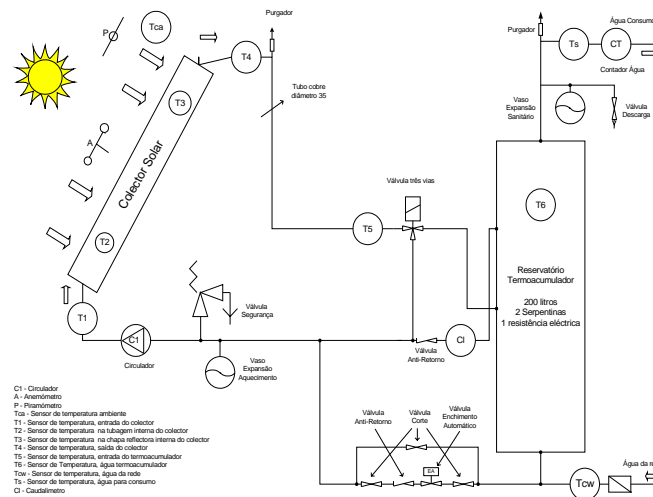 Purgador
Purgador
Água Consumo
P
Tca
T4
Ts
CT
Contador Água
T3
Tubo cobre
diâmetro 35
Vaso
Expansão
Sanitário
Válvula
Descarga
A
Colector Solar
Válvula três vias
T6
T5
T2
Reservatório
Termoacumulador
200 litros
2 Serpentinas
1 resistência eléctrica
T1
Válvula
Segurança
C1
Circulador
Vaso
Expansão
Aquecimento
Válvula
Anti-Retorno
Cl
C1 - Circulador
A - Anemómetro
P - Piramómetro
Tca - Sensor de temperatura ambiente
T1 - Sensor de temperatura, entrada do colector
T2 - Sensor de temperatura na tubagem interna do colector
T3 - Sensor de temperatura na chapa reflectora interna do colector
T4 - Sensor de temperatura, saída do colector
T5 - Sensor de temperatura, entrada do termoacumulador
T6 - Sensor de Temperatura, água termoacumulador
Tcw - Sensor de temperatura, água da rede
Ts - Sensor de temperatura, água para consumo
Cl - Caudalímetro
Válvula
Anti-Retorno
Válvula
Corte
Válvula
Enchimento
Automático
EA
Tcw
Água da re